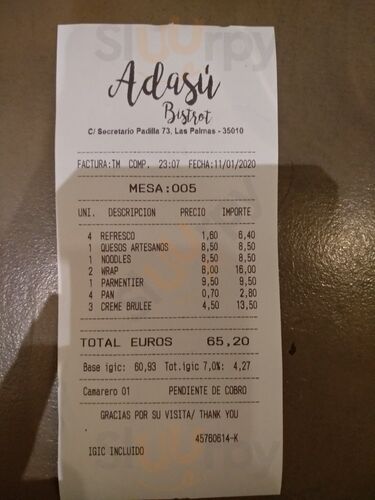 Sluurpy
Adasú
Bistrot
C/ Secretario Padilla 73, Las Palmas - 35010
FACTURA:TM COMP. 23:07 FECHA:11/01/2020
MESA:005
UNI. DESCRIPCION PRECIO IMPORTE
4 REFRESCO 1,60 6,40
1 QUESOS ARTESANOS 8,50 8,50
1 NOODLES 8,50 8,50
2 WRAP 8,00 16,00
1 PARMENTIER 9,50 9,50
4 PAN 0,70 2,80
3 CREME BRULEE 4,50 13,50
TOTAL EUROS 65,20
Base igic: 60,93 Tot.igic 7,0%: 4,27
Camarero 01 PENDIENTE DE COBRO
GRACIAS POR SU VISITA/ THANK YOU
45760614-K
IGIC INCLUIDO